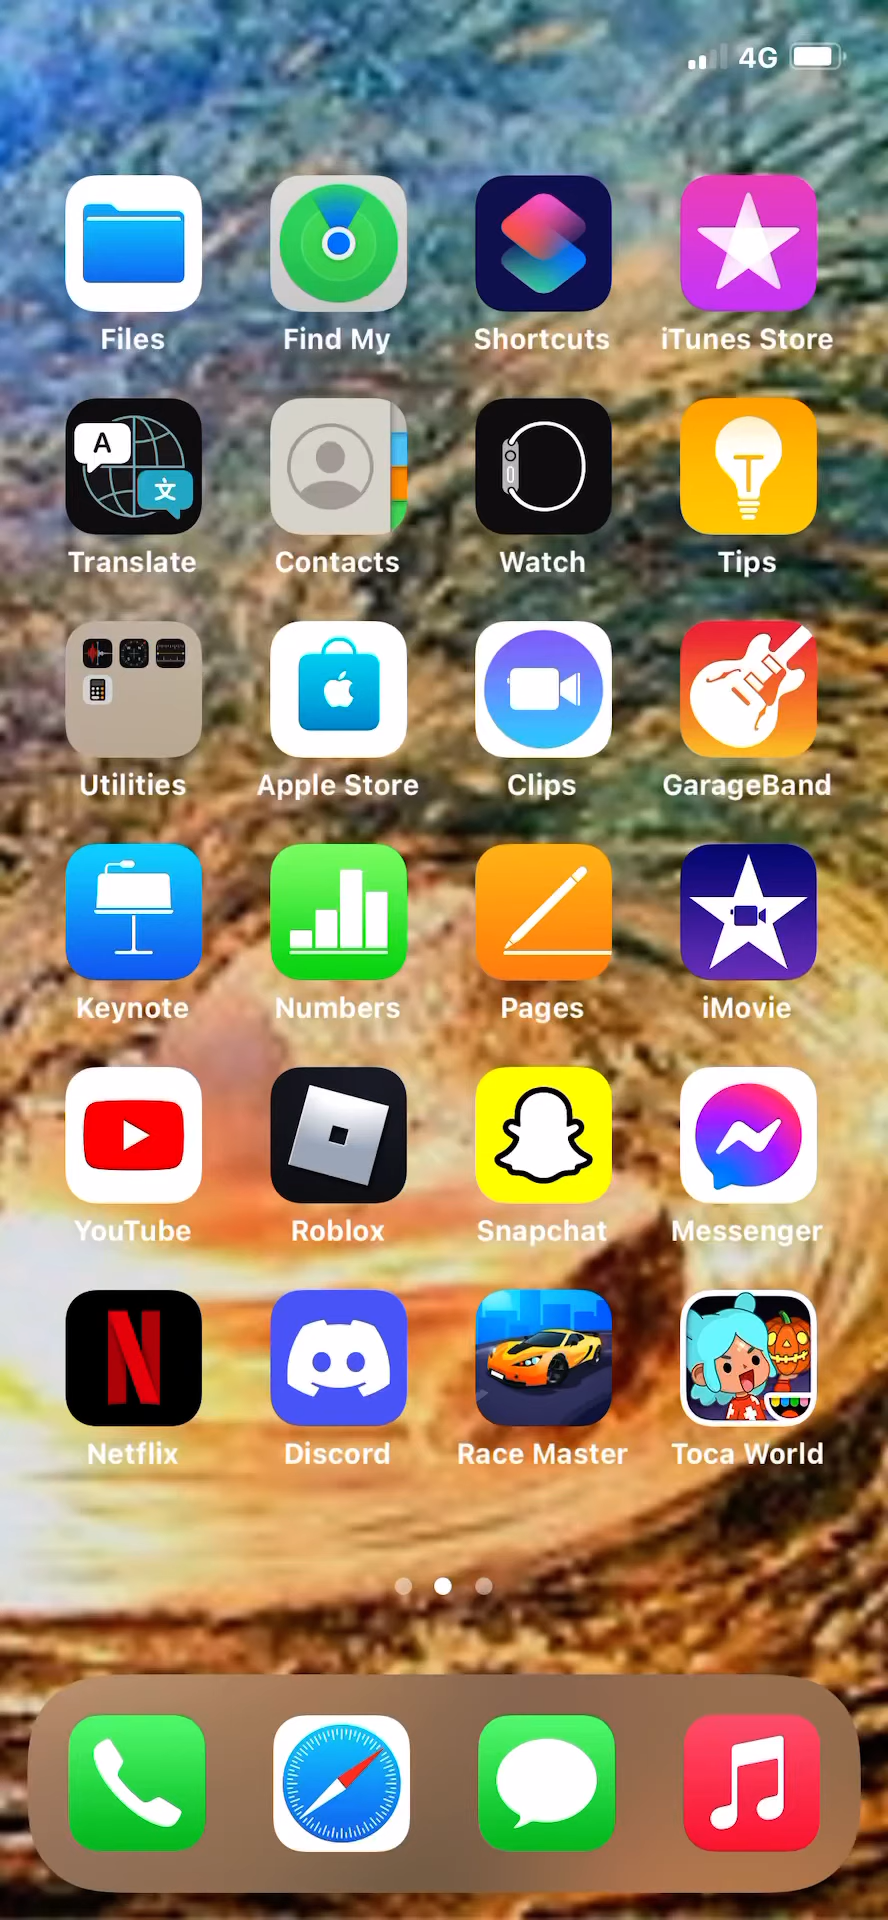 4G
Files Find My Shortcuts iTunes Store
A
文
Translate Contacts Watch Tips
Utilities Apple Store Clips GarageBand
Keynote Numbers Pages iMovie
YouTube Roblox Snapchat Messenger
Netflix Discord Race Master Toca World